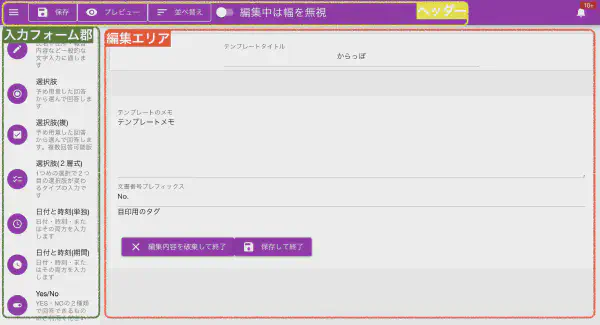 保存
プレビュー
並べ替え
編集中は幅を無視
ヘッダー
10+
入力フォーム郡
編集エリア
内容など一般的な
文字入力に適しま
す
選択肢
予め用意した回答
から選んで回答しま
す
選択肢(複)
予め用意した回答
から選んで回答しま
す。複数回答可能版
選択肢(２層式)
1つめの選択で２つ
目の選択肢が変わ
るタイプの入力で
す
日付と時刻(単独)
日付・時刻・また
はその両方を入力
します
日付と時刻(期間)
日付・時刻・また
はその両方を入力
します
Yes/No
YES・NOの２種類
で回答できるもの
テンプレートタイトル
からっぽ
テンプレートのメモ
テンプレートメモ
文書番号プレフィックス
No.
目印用のタグ
編集内容を破棄して終了
保存して終了